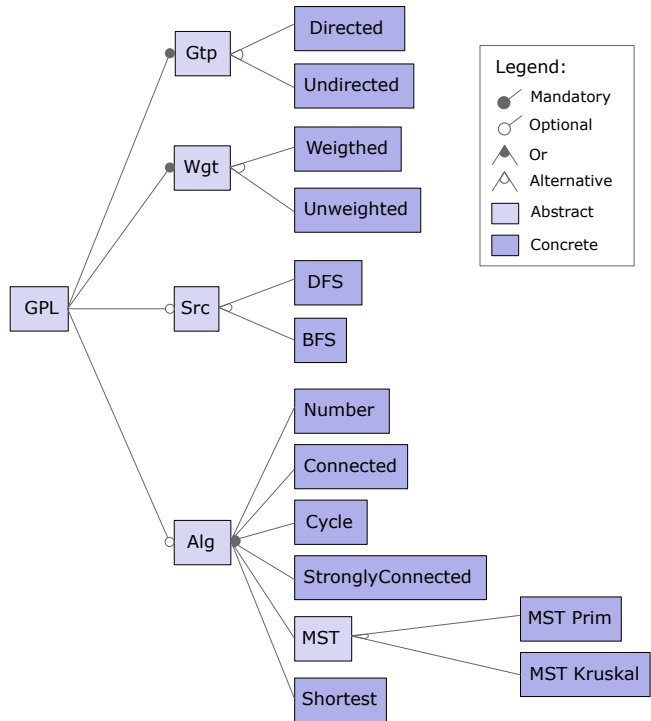 Directed
Gtp
Undirected
Legend:
Mandatory
Optional
Or
Alternative
Abstract
Concrete
Weigthed
Wgt
Unweighted
DFS
GPL
Src
BFS
Number
Connected
Cycle
Alg
StronglyConnected
MST Prim
MST
MST Kruskal
Shortest